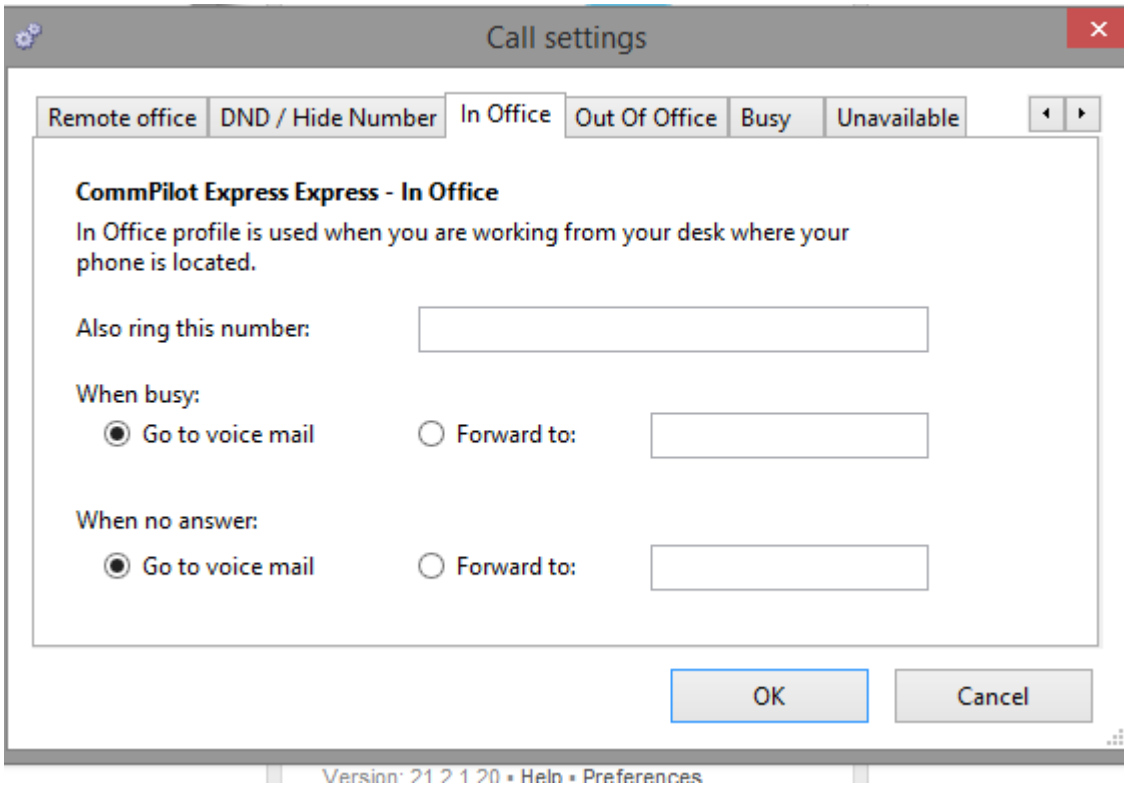 Call settings
Remote office DND / Hide Number In Office Out Of Office Busy Unavailable
CommPilot Express Express - In Office
In Office profile is used when you are working from your desk where your
phone is located.
Also ring this number:
When busy:
Go to voice mail Forward to:
When no answer:
Go to voice mail Forward to:
OK Cancel
Version: 21.2.1.20 • Help • Preferences